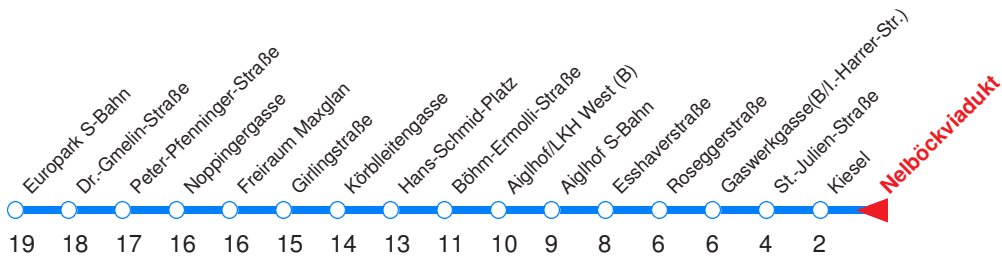 Europark S-Bahn
Dr.-Gmelin-Straße
Peter-Pfenninger-Straße
Noppingergasse
Freiraum Maxglan
Girlingstraße
Körblleitengasse
Hans-Schmid-Platz
Böhm-Ermolli-Straße
Aiglhof/LKH West (B)
Aiglhof S-Bahn
Esshaverstraße
Roseggerstraße
Gaswerkgasse(B/I.-Harrer-Str.)
St.-Julien-Straße
Kiesel
Nelböckviadukt
19 18 17 16 16 15 14 13 11 10 9 8 6 6 4 2